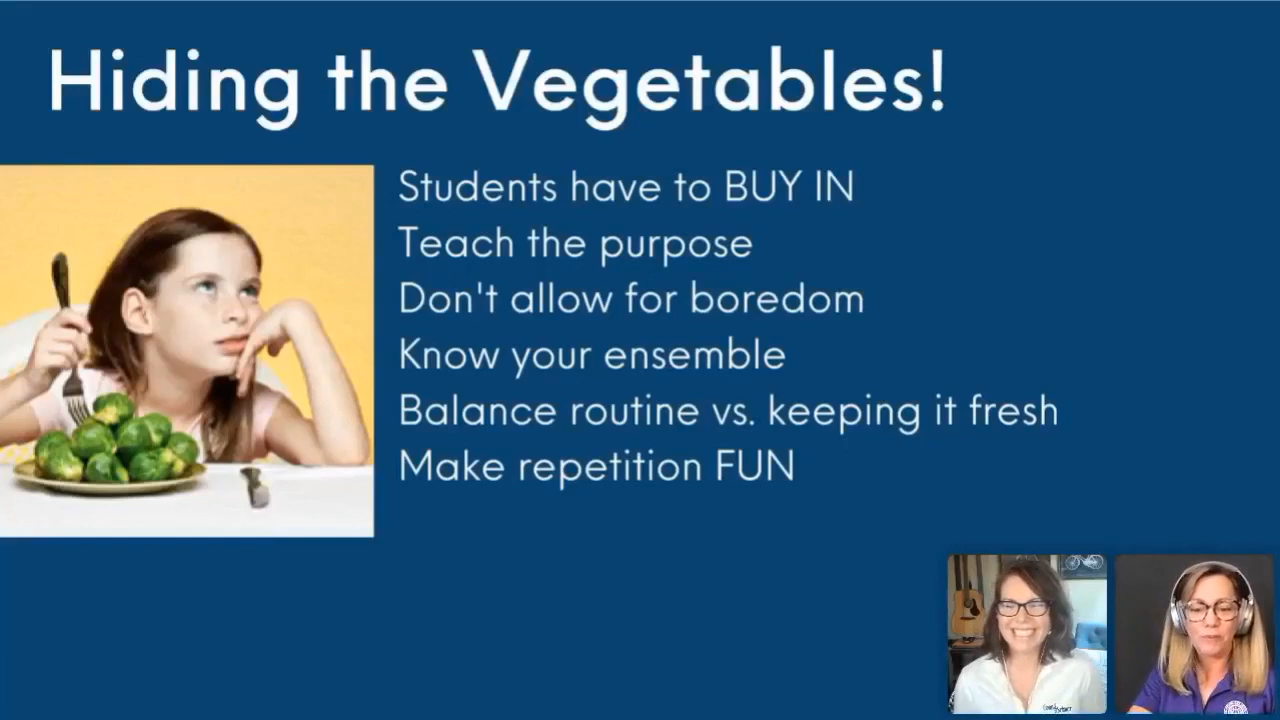 Hiding the Vegetables!
Students have to BUY IN
Teach the purpose
Don't allow for boredom
Know your ensemble
Balance routine vs. keeping it fresh
Make repetition FUN